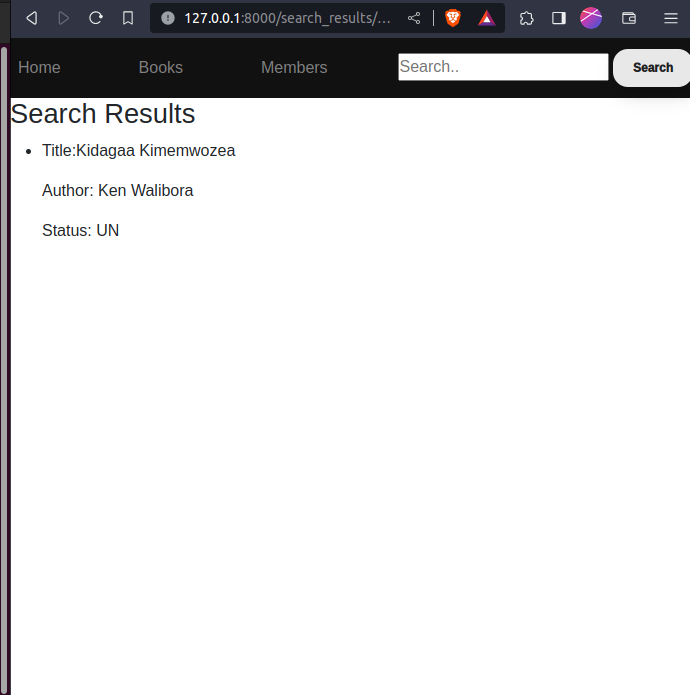 127.0.0.1:8000/search_results/...
Home Books Members Search.. Search
Search Results
Title:Kidagaa Kimemwozea
Author: Ken Walibora
Status: UN